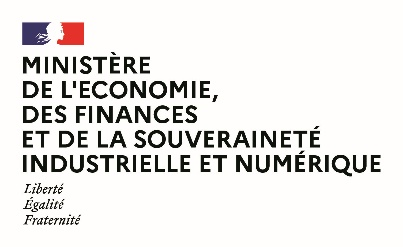 MINISTÈRE
DE L'ECONOMIE,
DES FINANCES
ET DE LA SOUVERAINETÉ
INDUSTRIELLE ET NUMÉRIQUE
Liberté
Égalité
Fraternité